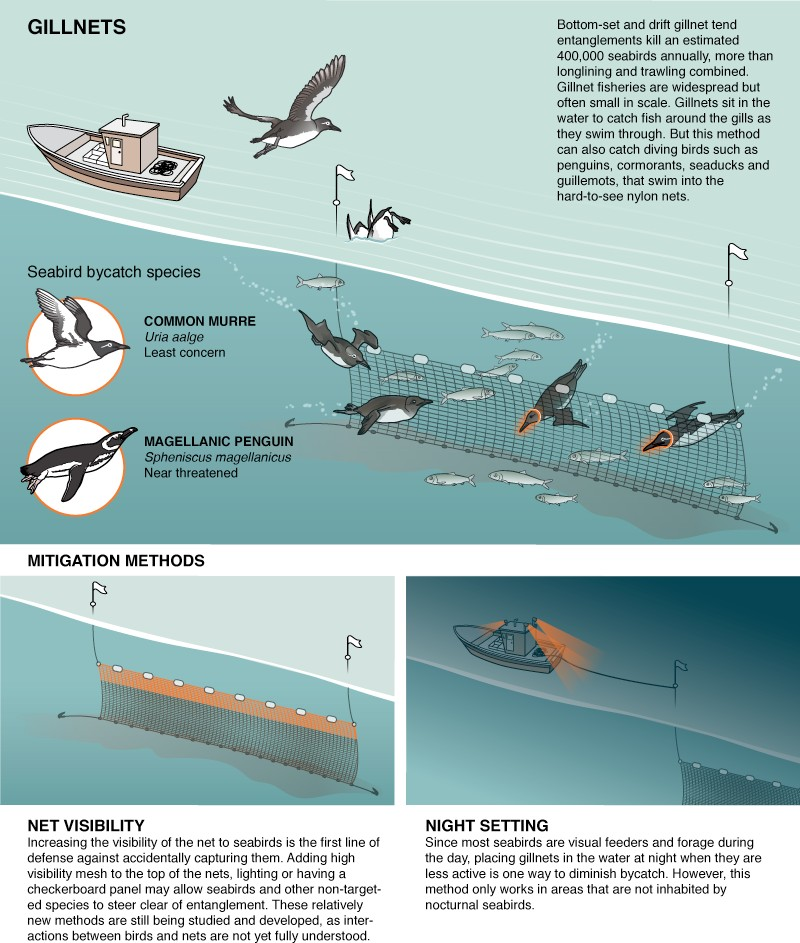 GILLNETS
Bottom-set and drift gillnet tend
entanglements kill an estimated
400,000 seabirds annually, more than
longlining and trawling combined.
Gillnet fisheries are widespread but
often small in scale. Gillnets sit in the
water to catch fish around the gills as
they swim through. But this method
can also catch diving birds such as
penguins, cormorants, seaducks and
guillemots, that swim into the
hard-to-see nylon nets.
Seabird bycatch species
COMMON MURRE
Uria aalge
Least concern
MAGELLANIC PENGUIN
Spheniscus magellanicus
Near threatened
MITIGATION METHODS
NET VISIBILITY
Increasing the visibility of the net to seabirds is the first line of
defense against accidentally capturing them. Adding high
visibility mesh to the top of the nets, lighting or having a
checkerboard panel may allow seabirds and other non-target-
ed species to steer clear of entanglement. These relatively
new methods are still being studied and developed, as inter-
actions between birds and nets are not yet fully understood.
NIGHT SETTING
Since most seabirds are visual feeders and forage during
the day, placing gillnets in the water at night when they are
less active is one way to diminish bycatch. However, this
method only works in areas that are not inhabited by
nocturnal seabirds.